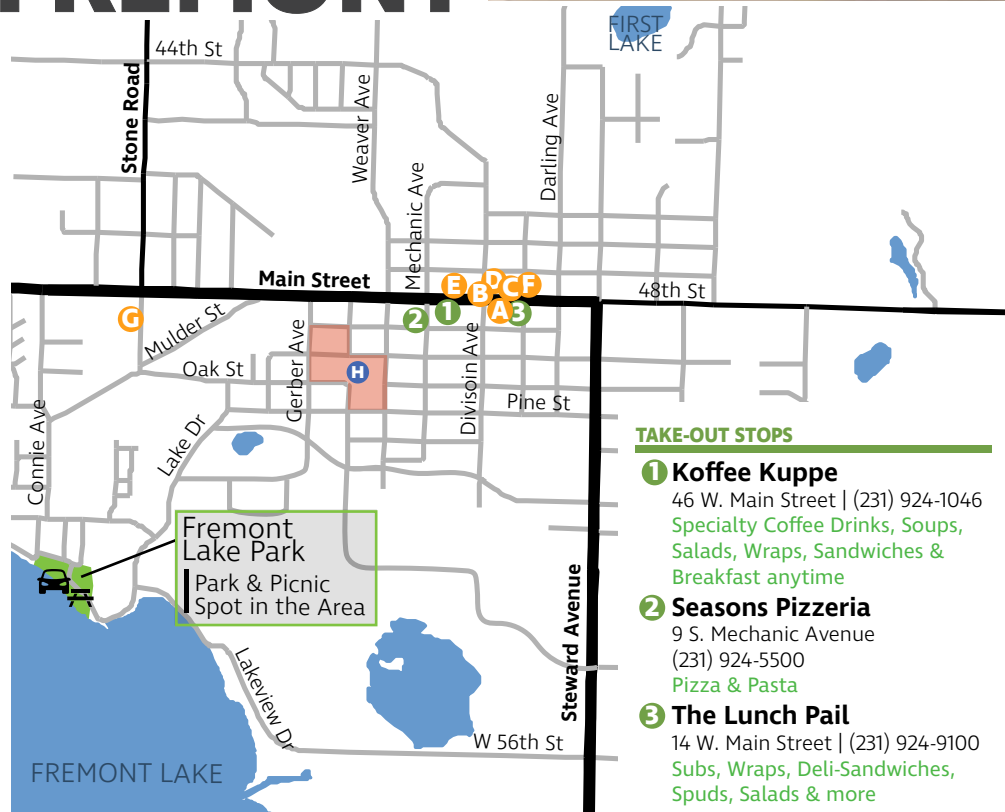 FREMONT
FIRST
LAKE
44th St
Stone Road
Weaver Ave
Mechanic Ave
Darling Ave
Main Street
48th St
E
D
B
C
F
A
G
2
1
3
Mulder St
Oak St
Gerber Ave
H
Divisoin Ave
Pine St
Connie Ave
Lake Dr
Fremont
Lake Park
Park & Picnic
Spot in the Area
Steward Avenue
Lakeview Dr
W 56th St
FREMONT LAKE
TAKE-OUT STOPS
1 Koffee Kuppe
46 W. Main Street | (231) 924-1046
Specialty Coffee Drinks, Soups,
Salads, Wraps, Sandwiches &
Breakfast anytime
2 Seasons Pizzeria
9 S. Mechanic Avenue
(231) 924-5500
Pizza & Pasta
3 The Lunch Pail
14 W. Main Street | (231) 924-9100
Subs, Wraps, Deli-Sandwiches,
Spuds, Salads & more